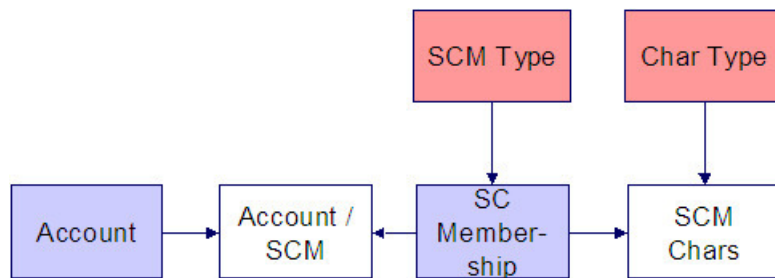 SCM Type
Char Type
Account
Account /
SCM
SC
Member-
ship
SCM
Chars